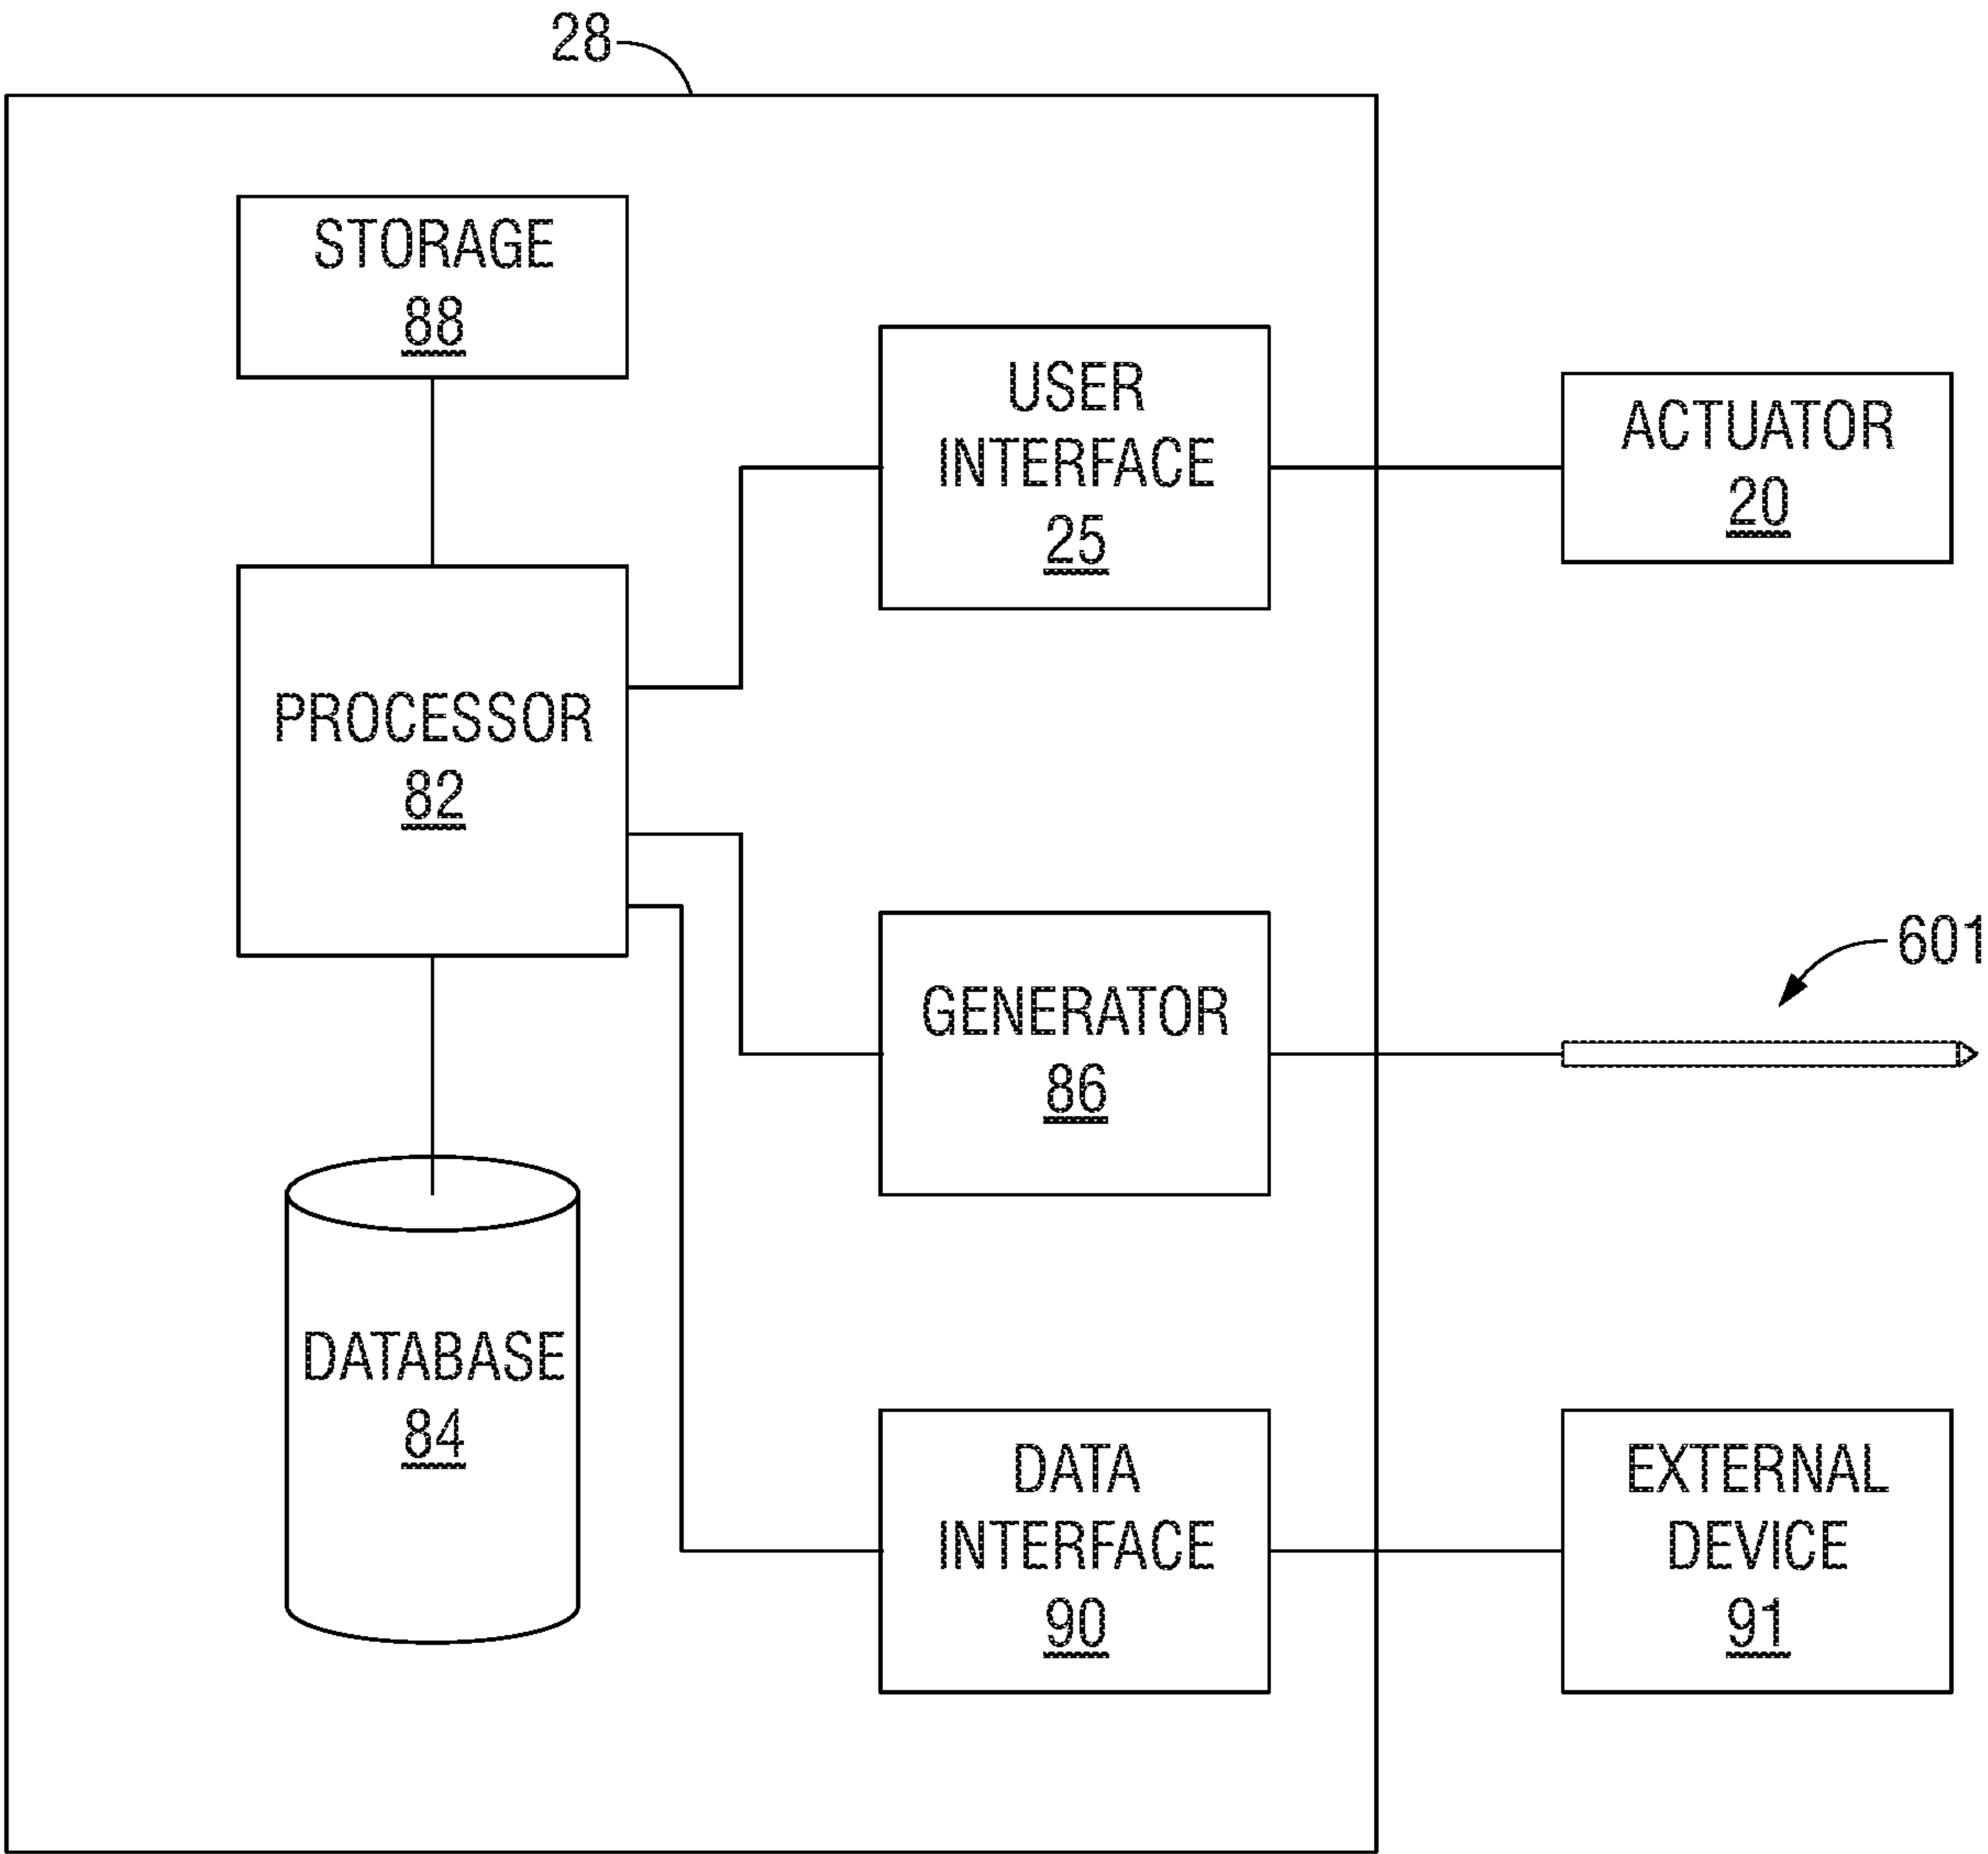 28
STORAGE
88
USER
INTERFACE
25
ACTUATOR
20
PROCESSOR
82
601
GENERATOR
86
DATABASE
84
DATA
INTERFACE
90
EXTERNAL
DEVICE
91